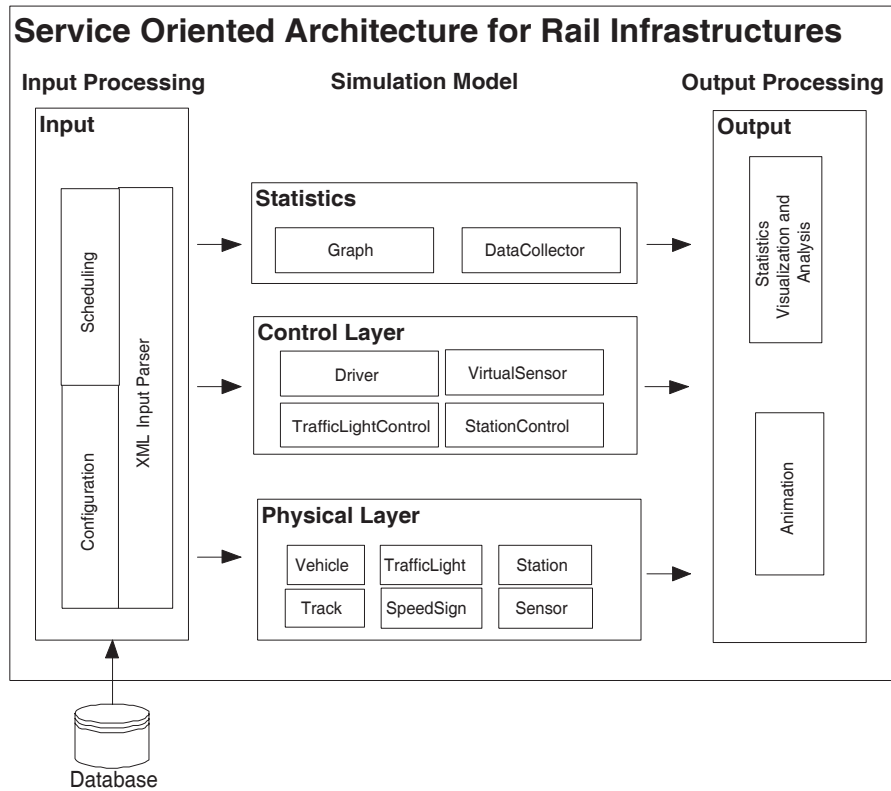 Service Oriented Architecture for Rail Infrastructures
Input Processing
Simulation Model
Output Processing
Input
Scheduling
Configuration
XML Input Parser
Statistics
Graph
DataCollector
Control Layer
Driver
VirtualSensor
TrafficLightControl
StationControl
Physical Layer
Vehicle
TrafficLight
Station
Track
SpeedSign
Sensor
Output
Statistics
Visualization and
Analysis
Animation
Database